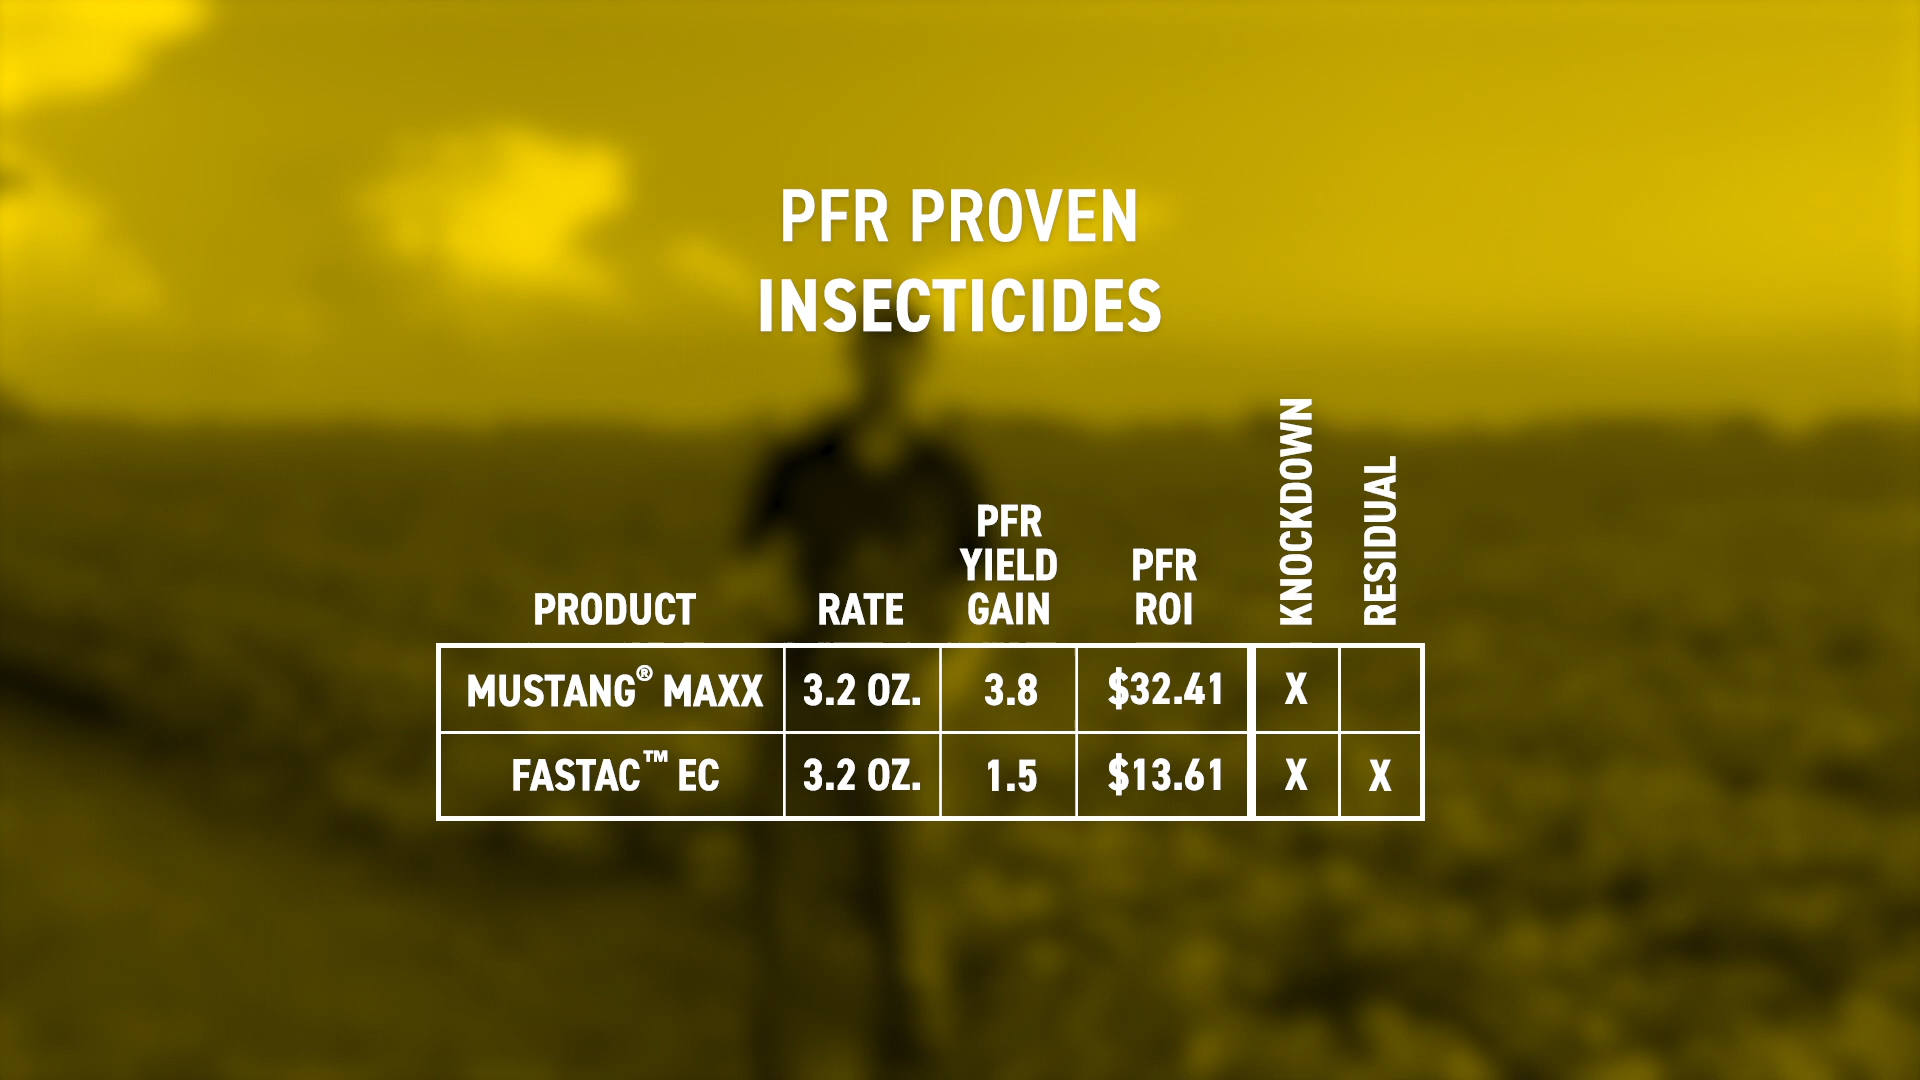 PFR PROVEN
INSECTICIDES
PRODUCT RATE PFR YIELD GAIN PFR ROI KNOCKDOWN RESIDUAL
MUSTANG® MAXX 3.2 OZ. 3.8 $32.41 X
FASTAC™ EC 3.2 OZ. 1.5 $13.61 X X